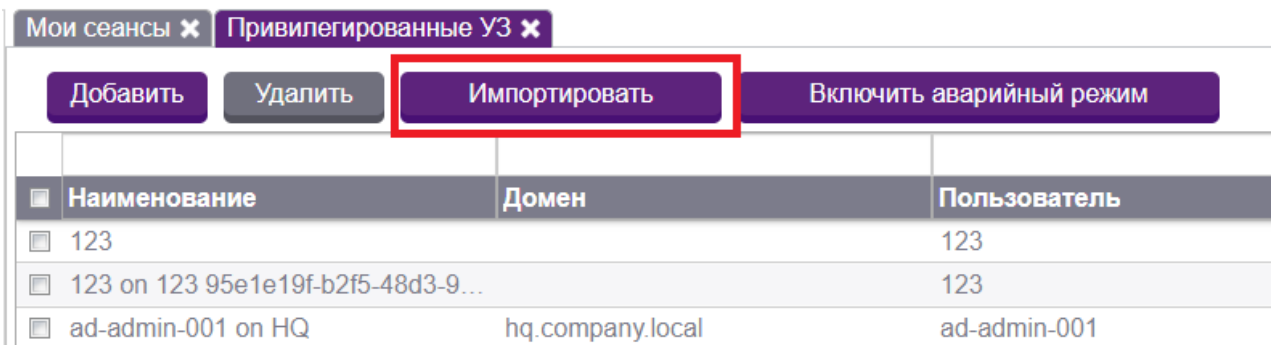 Мои сеансы ✖ Привилегированные УЗ ✖
Добавить Удалить Импортировать Включить аварийный режим
Наименование Домен Пользователь
123 123
123 on 123 95e1e19f-b2f5-48d3-9... 123
ad-admin-001 on HQ hq.company.local ad-admin-001